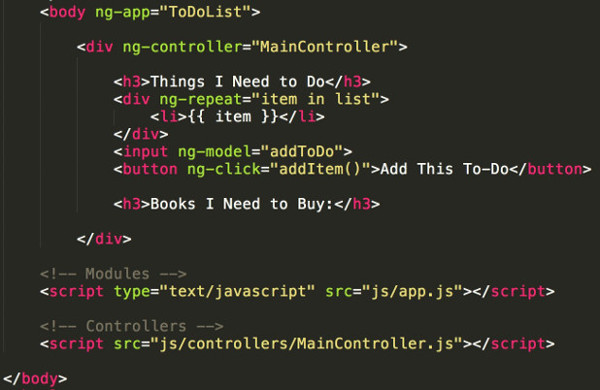 <body ng-app="ToDoList">
<div ng-controller="MainController">
<h3>Things I Need to Do</h3>
<div ng-repeat="item in list">
<li>{{ item }}</li>
</div>
<input ng-model="addToDo">
<button ng-click="addItem()">Add This To-Do</button>
<h3>Books I Need to Buy:</h3>
</div>
<!-- Modules -->
<script type="text/javascript" src="js/app.js"></script>
<!-- Controllers -->
<script src="js/controllers/MainController.js"></script>
</body>